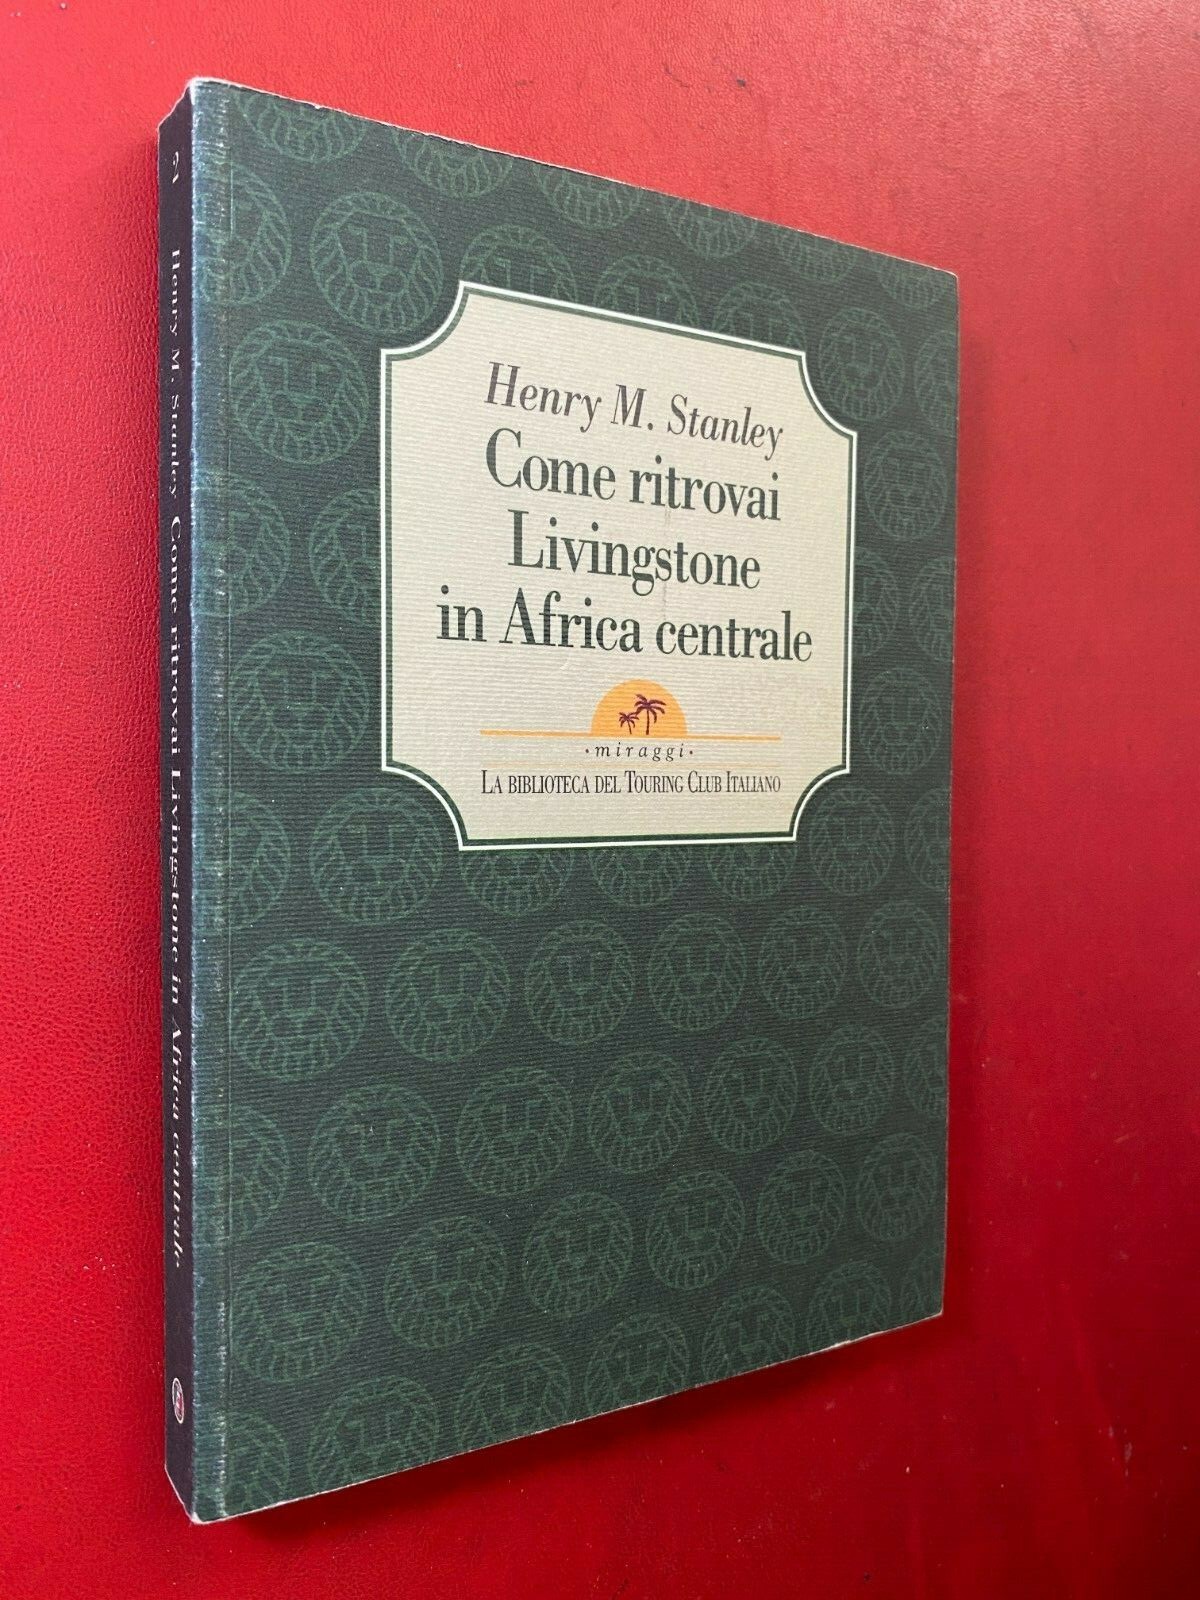 Henry M. Stanley
Come ritrovai
Livingstone
in Africa centrale
·miraggi·
LA BIBLIOTECA DEL TOURING CLUB ITALIANO
Henry M. Stanley Come ritrovai Livingstone in Africa centrale